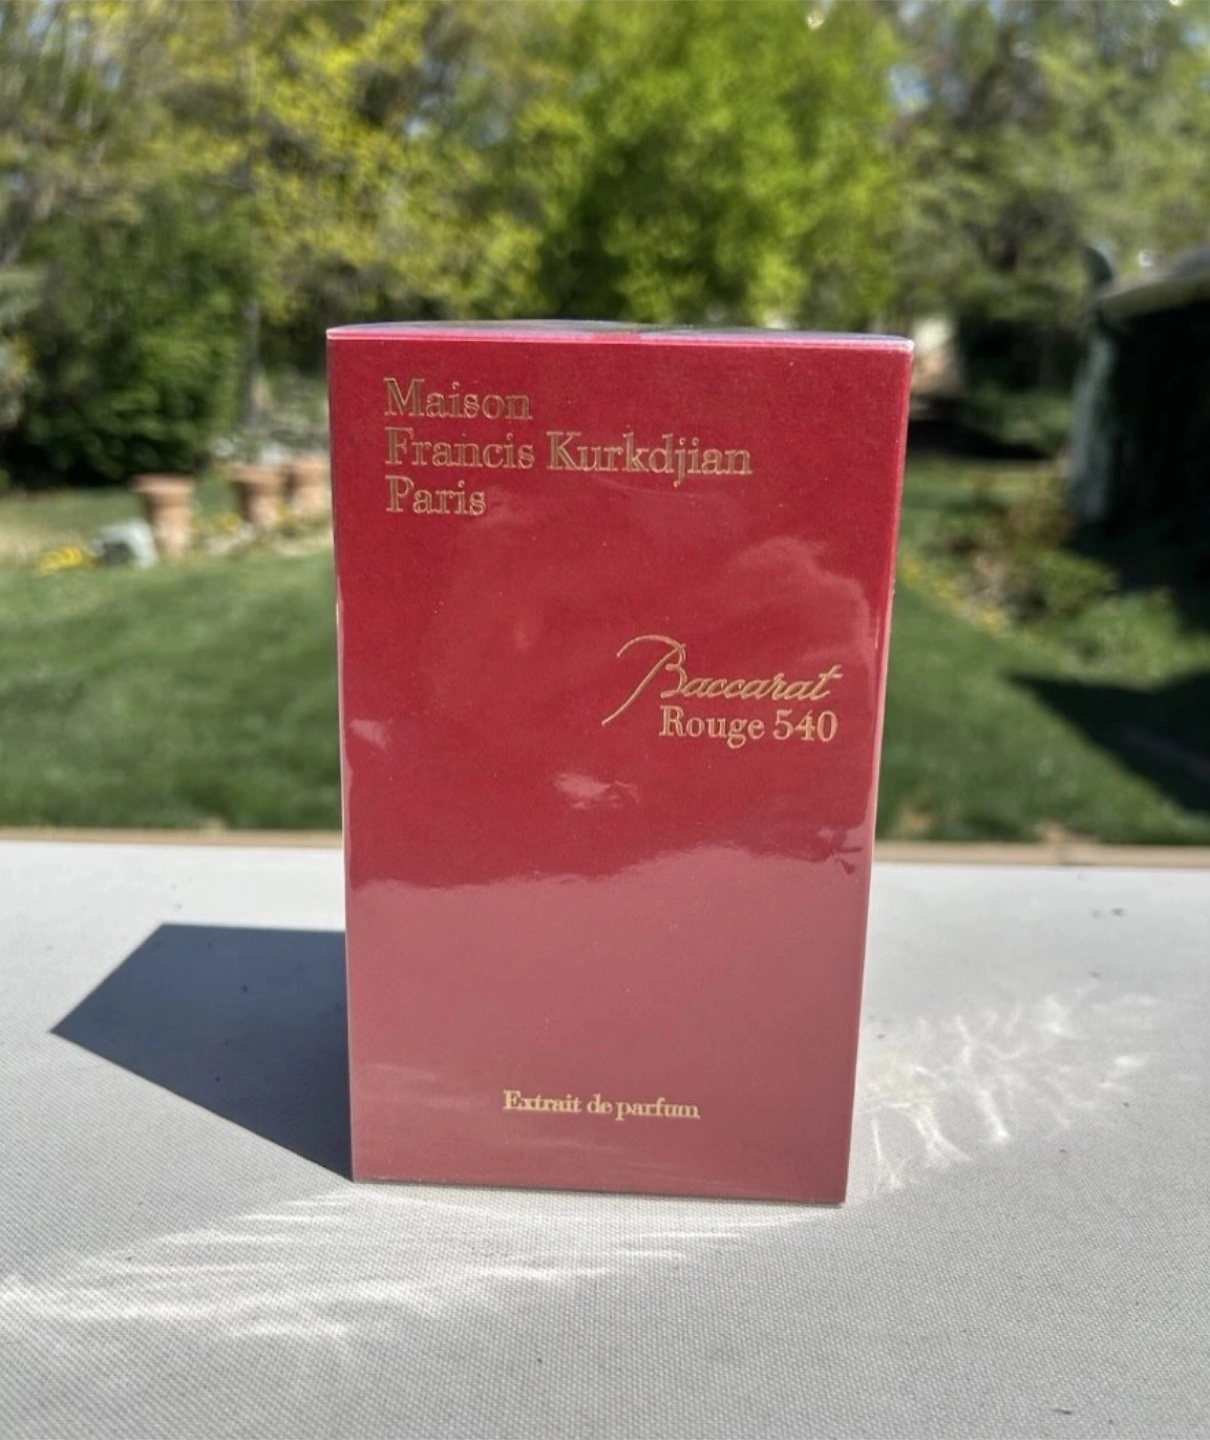 Maison
Francis Kurkdjian
Paris
Baccarat
Rouge 540
Extrait de parfum